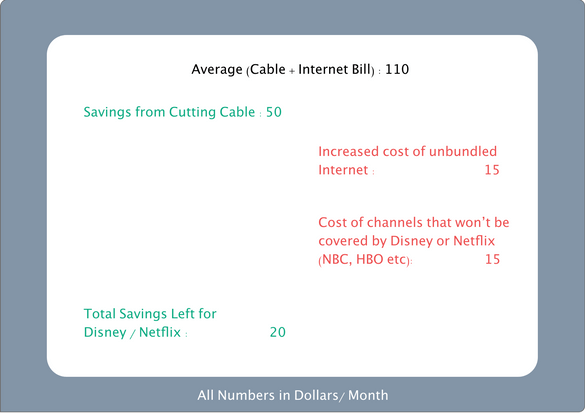 Average (Cable + Internet Bill) : 110
Savings from Cutting Cable : 50
Increased cost of unbundled
Internet : 15
Cost of channels that won't be
covered by Disney or Netflix
(NBC, HBO etc): 15
Total Savings Left for
Disney / Netflix : 20
All Numbers in Dollars/ Month